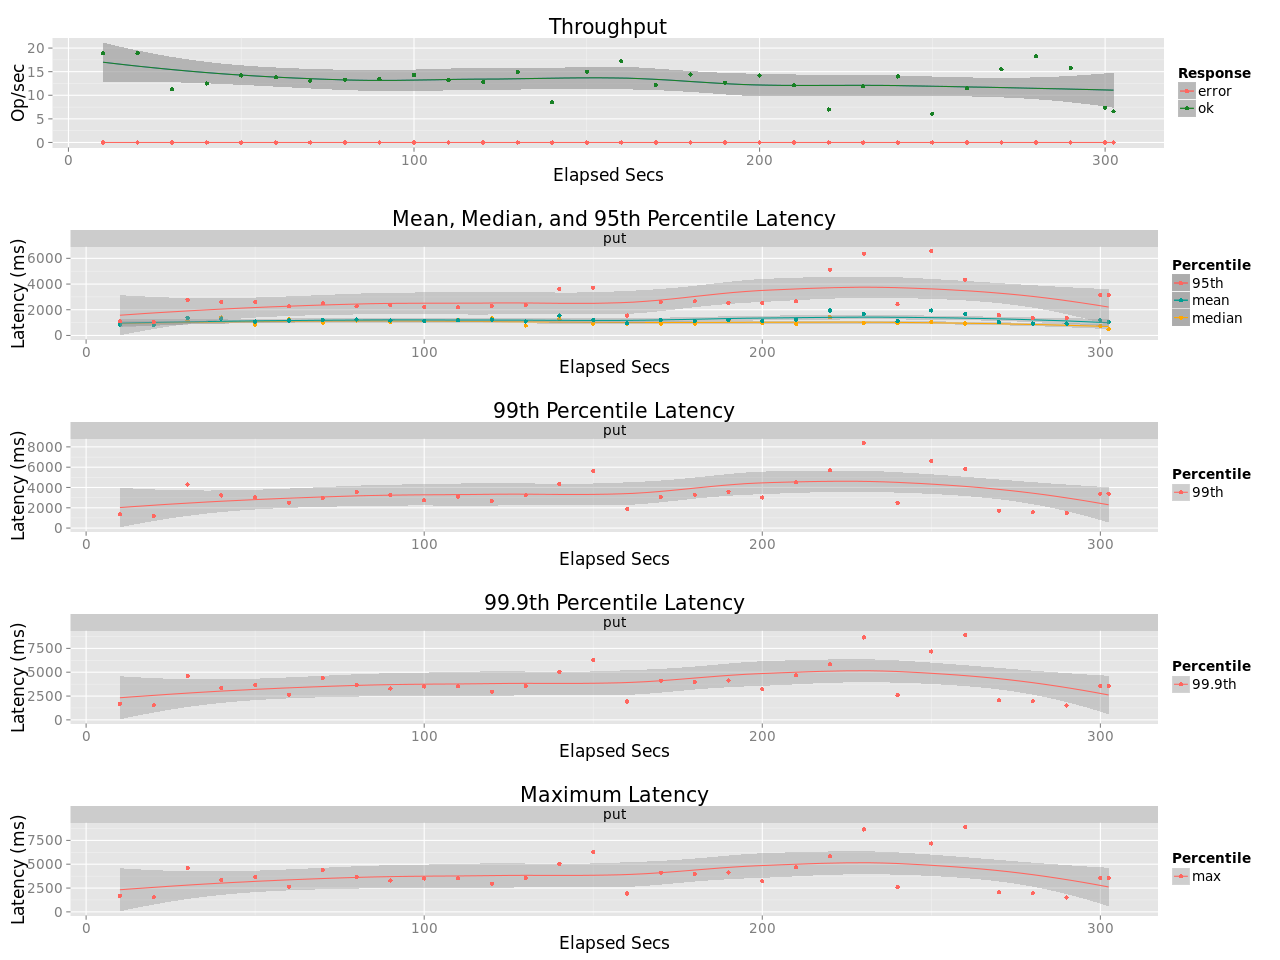 Throughput
Op/sec
20
15
10
5
0
0 100 200 300
Elapsed Secs
Response
error
ok
Mean, Median, and 95th Percentile Latency
put
Latency (ms)
6000
4000
2000
0
0 100 200 300
Elapsed Secs
Percentile
95th
mean
median
99th Percentile Latency
put
Latency (ms)
8000
6000
4000
2000
0
0 100 200 300
Elapsed Secs
Percentile
99th
99.9th Percentile Latency
put
Latency (ms)
7500
5000
2500
0
0 100 200 300
Elapsed Secs
Percentile
99.9th
Maximum Latency
put
Latency (ms)
7500
5000
2500
0
0 100 200 300
Elapsed Secs
Percentile
max